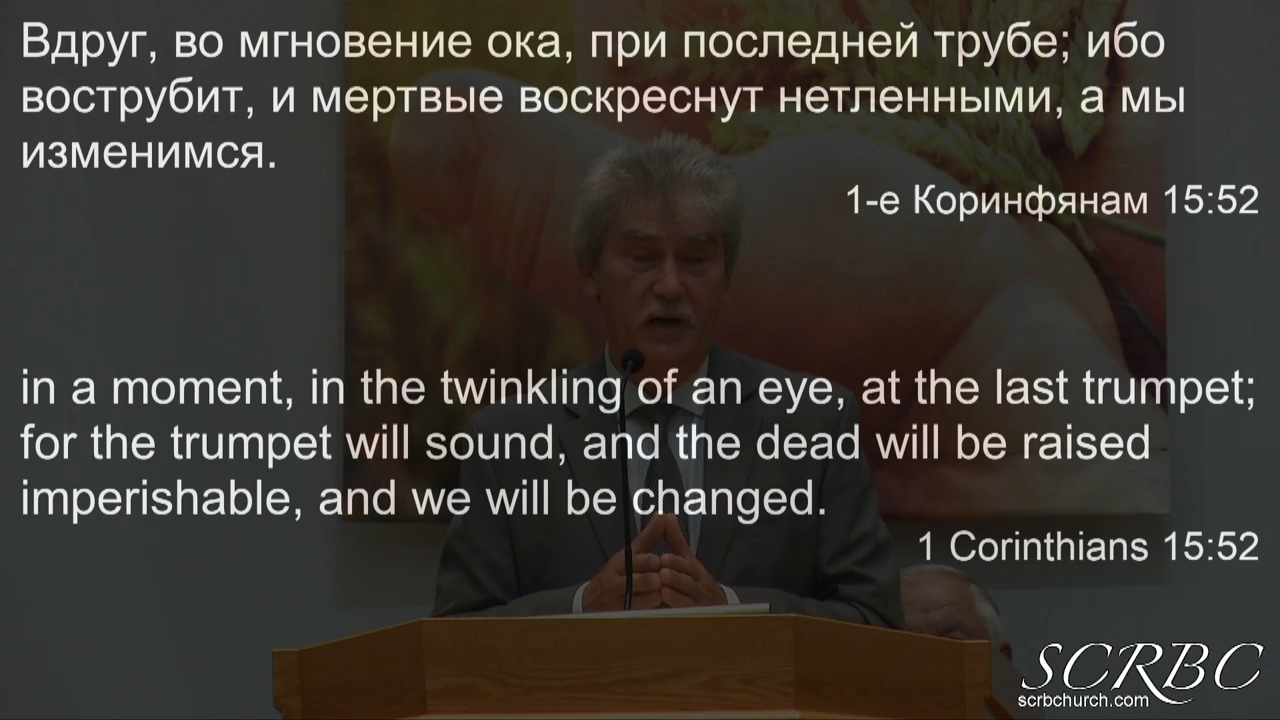 Вдруг, во мгновение ока, при последней трубе; ибо
вострубит, и мертвые воскреснут нетленными, а мы
изменимся.
1-е Коринфянам 15:52
in a moment, in the twinkling of an eye, at the last trumpet;
for the trumpet will sound, and the dead will be raised
imperishable, and we will be changed.
1 Corinthians 15:52
SCRBC
scrbchurch.com